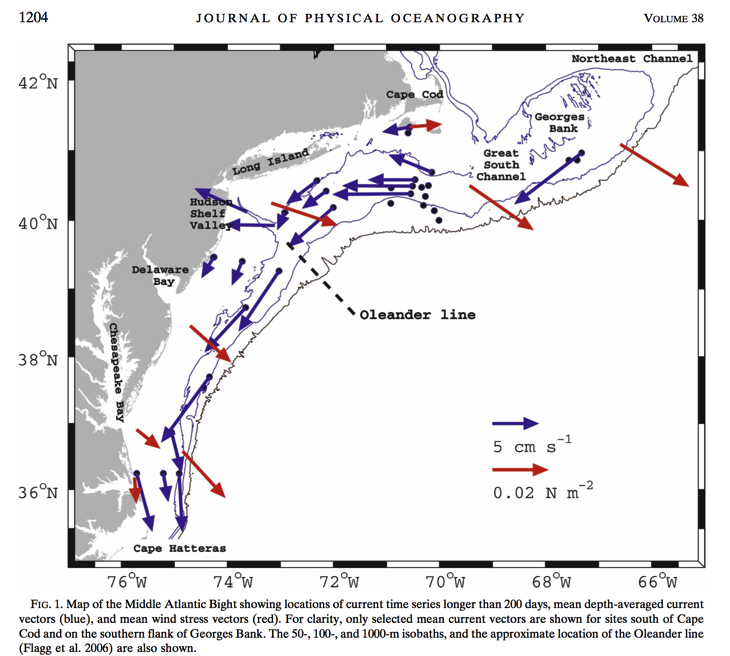 1204
JOURNAL OF PHYSICAL OCEANOGRAPHY
VOLUME 38
Northeast Channel
42°N
Cape Cod
Georges
Bank
Great
South
Channel
Long Island
Hudson
Shelf
Valley
40°N
Delaware
Bay
Oleander line
Chesapeake Bay
38°N
5 cm s⁻¹
0.02 N m⁻²
36°N
Cape Hatteras
76°W 74°W 72°W 70°W 68°W 66°W
FIG. 1. Map of the Middle Atlantic Bight showing locations of current time series longer than 200 days, mean depth-averaged current
vectors (blue), and mean wind stress vectors (red). For clarity, only selected mean current vectors are shown for sites south of Cape
Cod and on the southern flank of Georges Bank. The 50-, 100-, and 1000-m isobaths, and the approximate location of the Oleander line
(Flagg et al. 2006) are also shown.